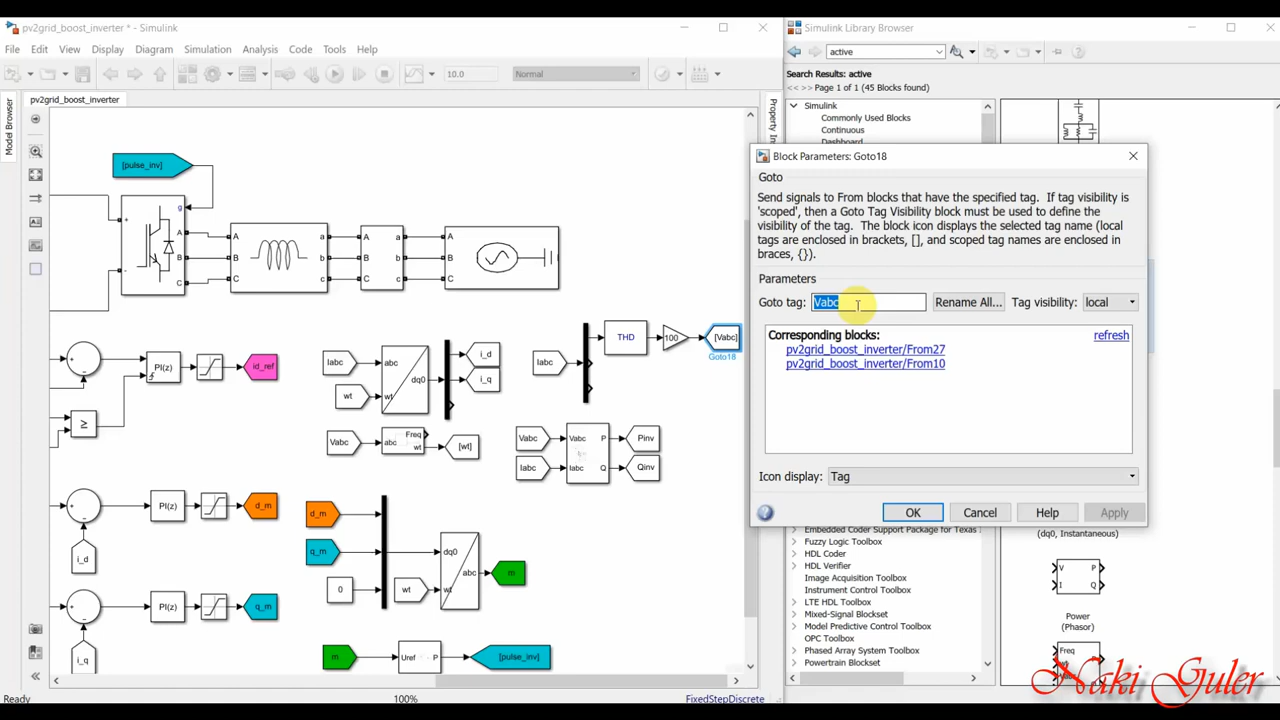 pv2grid_boost_inverter * - Simulink
File Edit View Display Diagram Simulation Analysis Code Tools Help
10.0
Normal
pv2grid_boost_inverter
Model Browser
Property In
[pulse_inv]
g
+
-
A
B
C
A
B
C
a
b
c
A
B
C
a
b
c
A
B
C
PI(z)
id_ref
≥
Iabc
wt
abc
wt
dq0
i_d
i_q
Vabc
abc
Freq
wt
[wt]
Iabc
THD
100
[Vabc]
Goto18
Vabc
Iabc
Vabc
Iabc
P
Q
Pinv
Qinv
PI(z)
d_m
i_d
PI(z)
q_m
i_q
d_m
q_m
0
wt
dq0
wt
abc
m
m
Uref
P
[pulse_inv]
Ready
100%
FixedStepDiscrete
Simulink Library Browser
active
Search Results: active
<< >> Page 1 of 1 (45 Blocks found)
Simulink
Commonly Used Blocks
Continuous
Block Parameters: Goto18
Goto
Send signals to From blocks that have the specified tag. If tag visibility is
'scoped', then a Goto Tag Visibility block must be used to define the
visibility of the tag. The block icon displays the selected tag name (local
tags are enclosed in brackets, [], and scoped tag names are enclosed in
braces, {}).
Parameters
Goto tag: Vabc Rename All... Tag visibility: local
Corresponding blocks: refresh
pv2grid_boost_inverter/From27
pv2grid_boost_inverter/From10
Icon display: Tag
OK Cancel Help Apply
Embedded Coder Support Package for Texas
Fuzzy Logic Toolbox
HDL Coder
HDL Verifier
Image Acquisition Toolbox
Instrument Control Toolbox
LTE HDL Toolbox
Mixed-Signal Blockset
Model Predictive Control Toolbox
OPC Toolbox
Phased Array System Toolbox
Powertrain Blockset
(dq0, Instantaneous)
V
I
P
Q
Power
(Phasor)
Freq
Naki Guler